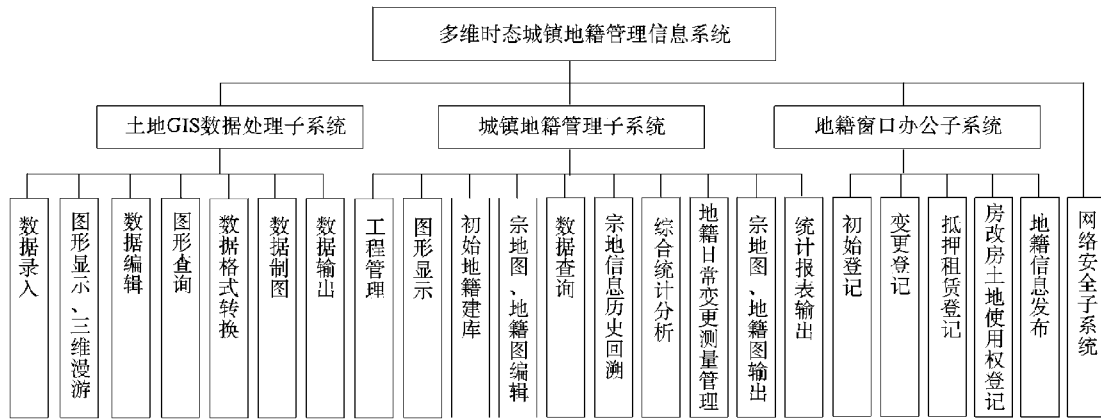 多维时态城镇地籍管理信息系统
土地GIS数据处理子系统
城镇地籍管理子系统
地籍窗口办公子系统
数据录入
图形显示、三维漫游
数据编辑
图形查询
数据格式转换
数据制图
数据输出
工程管理
图形显示
初始地籍建库
宗地图、地籍图编辑
数据查询
宗地信息历史回溯
综合统计分析
地籍日常变更测量管理
宗地图、地籍图输出
统计报表输出
初始登记
变更登记
抵押租赁登记
房改房土地使用权登记
地籍信息发布
网络安全子系统